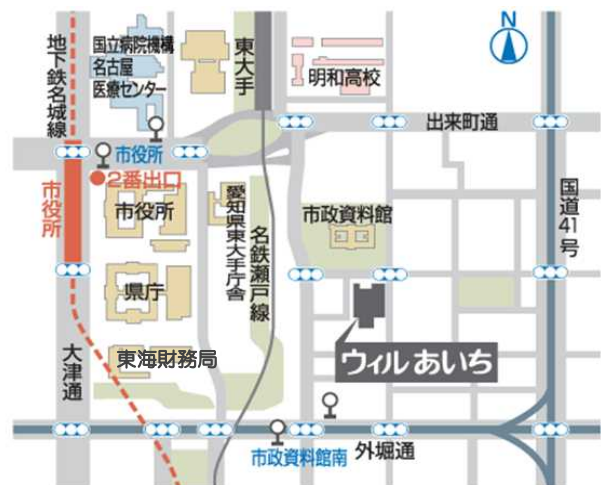 N
地下鉄名城線
国立病院機構
名古屋
医療センター
東大手
明和高校
出来町通
市役所
2番出口
市役所
市役所
愛知県東大手庁舎
名鉄瀬戸線
市政資料館
国道41号
県庁
ウィルあいち
大津通
東海財務局
市政資料館南
外堀通